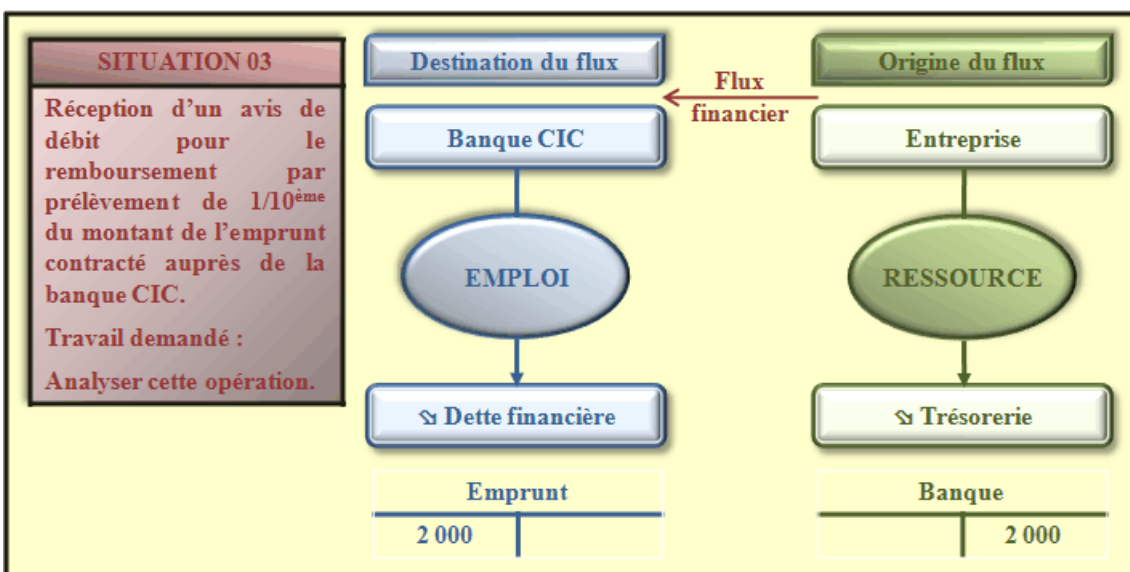 SITUATION 03
Réception d'un avis de
débit pour le
remboursement par
prélèvement de 1/10ème
du montant de l'emprunt
contracté auprès de la
banque CIC.
Travail demandé :
Analyser cette opération.
Destination du flux
Flux
financier
Origine du flux
Banque CIC
Entreprise
EMPLOI
RESSOURCE
⬂ Dette financière
⬂ Trésorerie
Emprunt
2 000
Banque
2 000